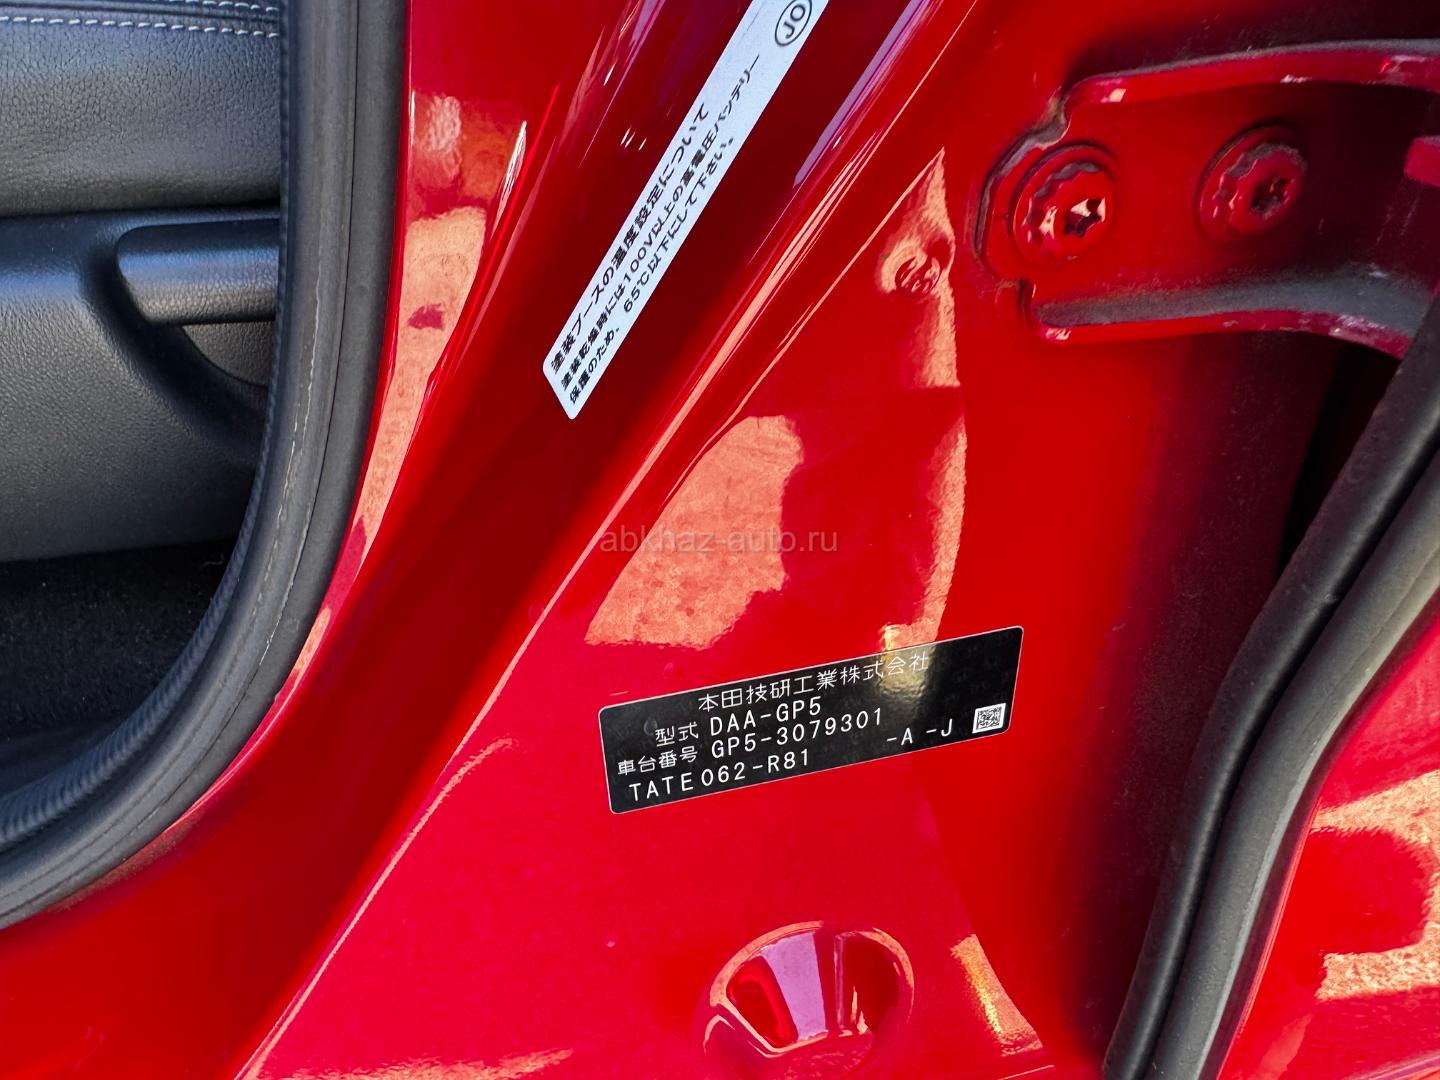 JO
塗装ブースの温度設定について
塗装乾燥時には100V以上の高電圧バッテリー
保護のため、65℃以下にして下さい。
abkhaz-auto.ru
本田技研工業株式会社
型式 DAA-GP5
車台番号 GP5-3079301
TATE062-R81 -A -J